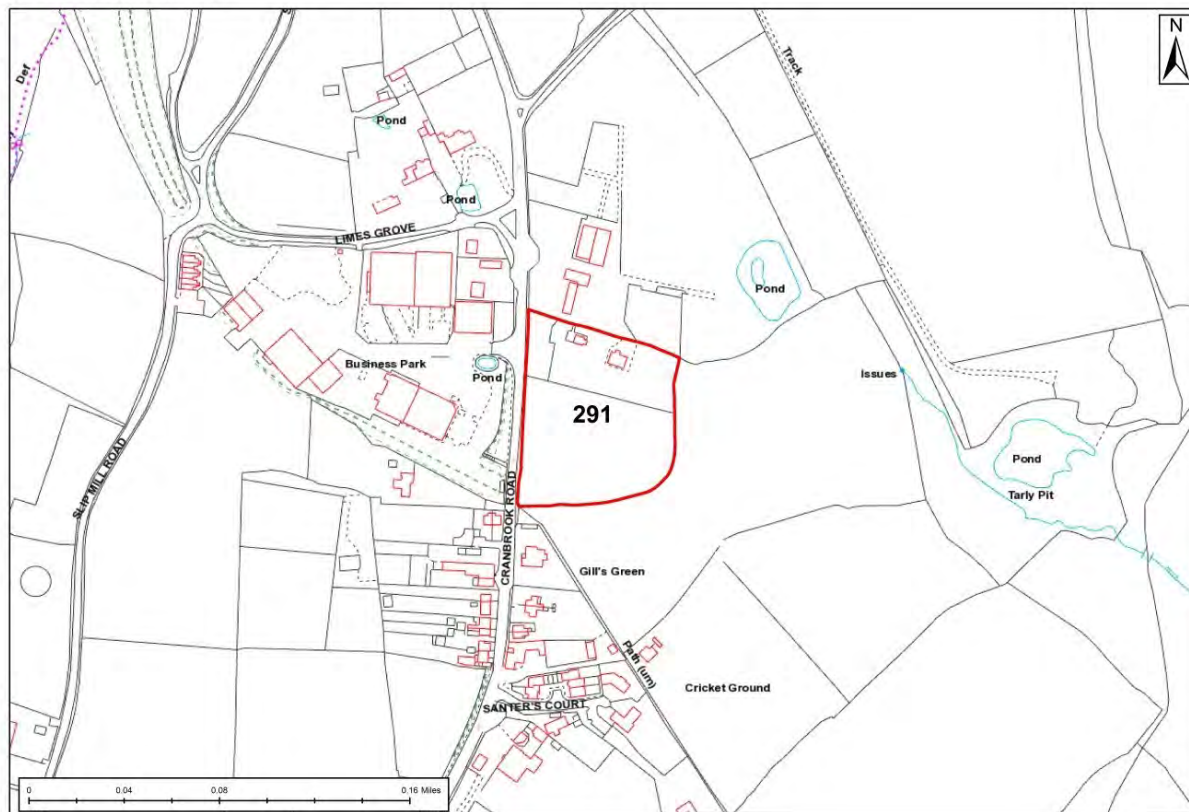 N
Def
Track
Pond
Pond
LIMES GROVE
Pond
Business Park
Pond
Issues
291
Pond
Tarly Pit
SLIP MILL ROAD
CRANBROOK ROAD
Gill's Green
Path (um)
Cricket Ground
SANTER'S COURT
0 0.04 0.08 0.16 Miles